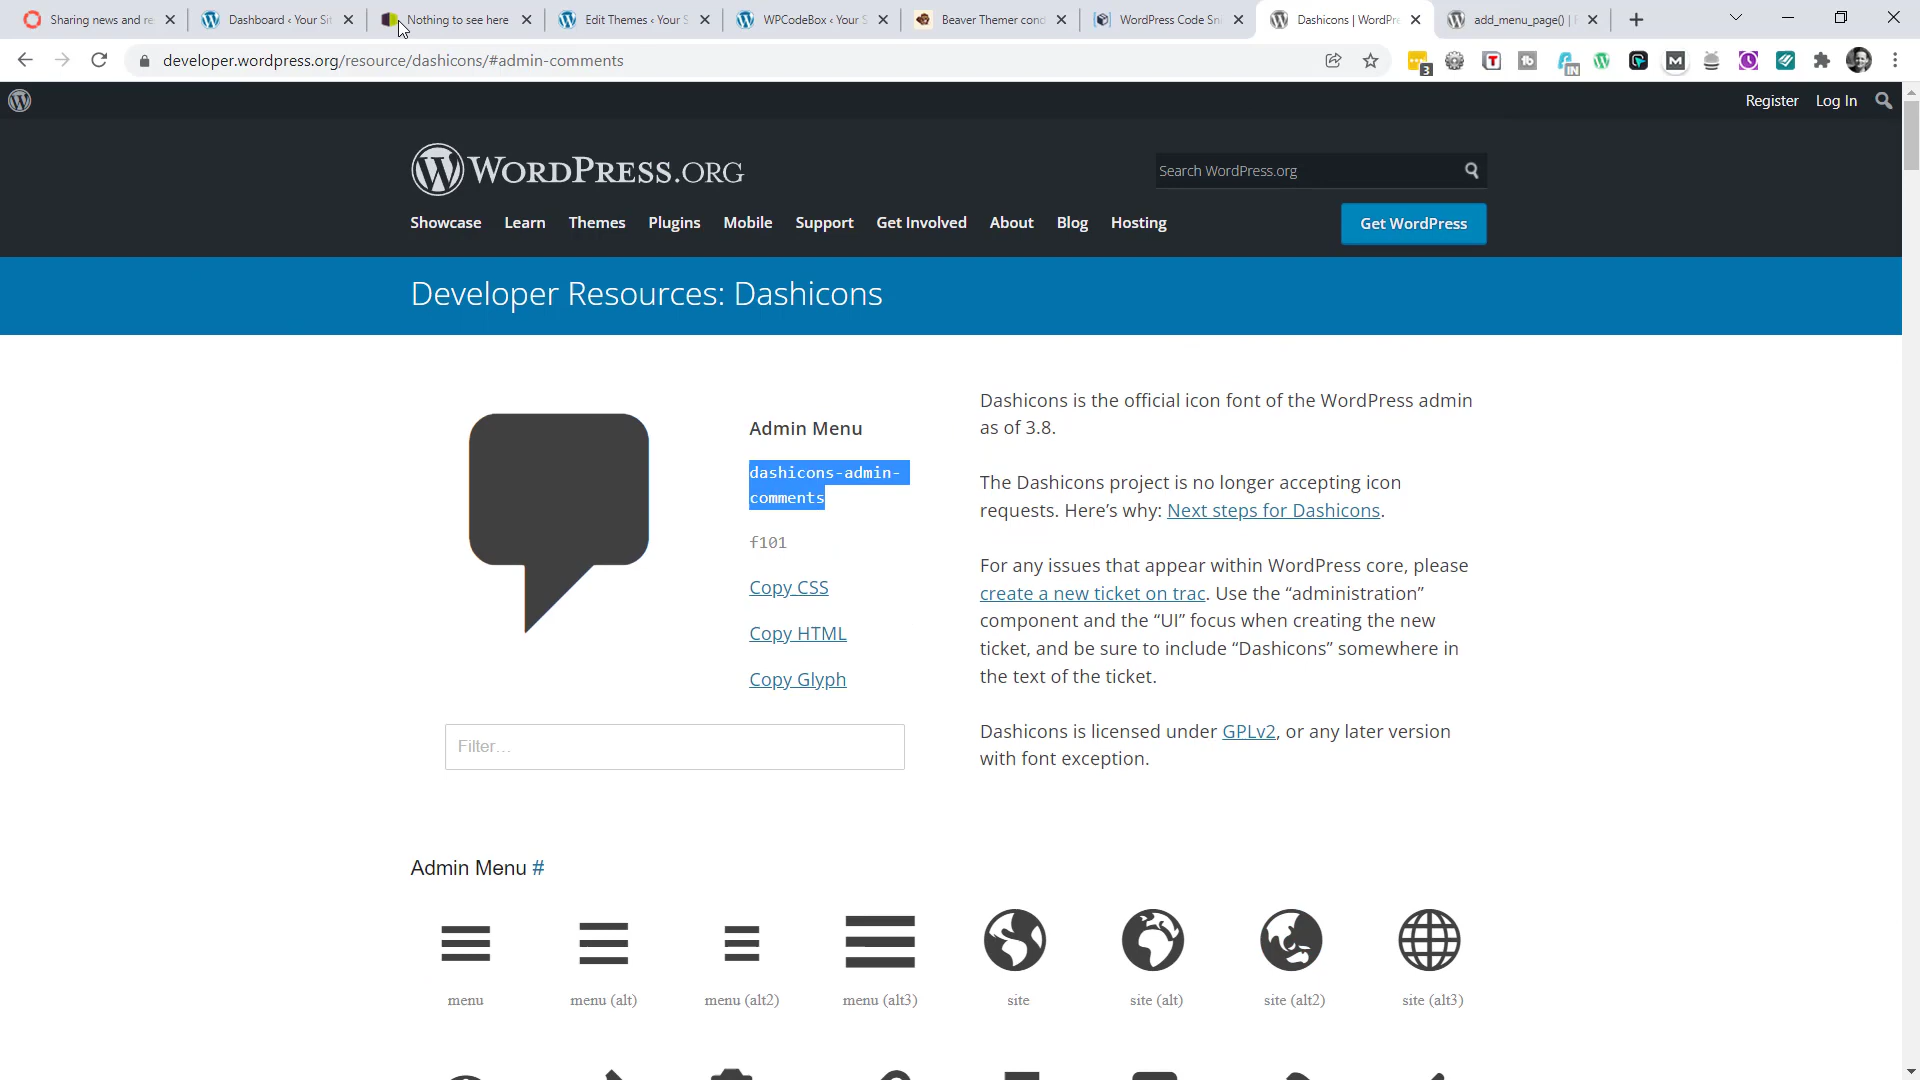 Sharing news and re
Dashboard ‹ Your Sit
Nothing to see here
Edit Themes ‹ Your S
WPCodeBox ‹ Your S
Beaver Themer cond
WordPress Code Sni
Dashicons | WordPre
add_menu_page() |
developer.wordpress.org/resource/dashicons/#admin-comments
3
IN
Register
Log In
WORDPRESS.ORG
Search WordPress.org
Showcase
Learn
Themes
Plugins
Mobile
Support
Get Involved
About
Blog
Hosting
Get WordPress
Developer Resources: Dashicons
Admin Menu
dashicons-admin-
comments
f101
Copy CSS
Copy HTML
Copy Glyph
Filter…
Dashicons is the official icon font of the WordPress admin
as of 3.8.
The Dashicons project is no longer accepting icon
requests. Here’s why: Next steps for Dashicons.
For any issues that appear within WordPress core, please
create a new ticket on trac. Use the “administration”
component and the “UI” focus when creating the new
ticket, and be sure to include “Dashicons” somewhere in
the text of the ticket.
Dashicons is licensed under GPLv2, or any later version
with font exception.
Admin Menu #
menu
menu (alt)
menu (alt2)
menu (alt3)
site
site (alt)
site (alt2)
site (alt3)